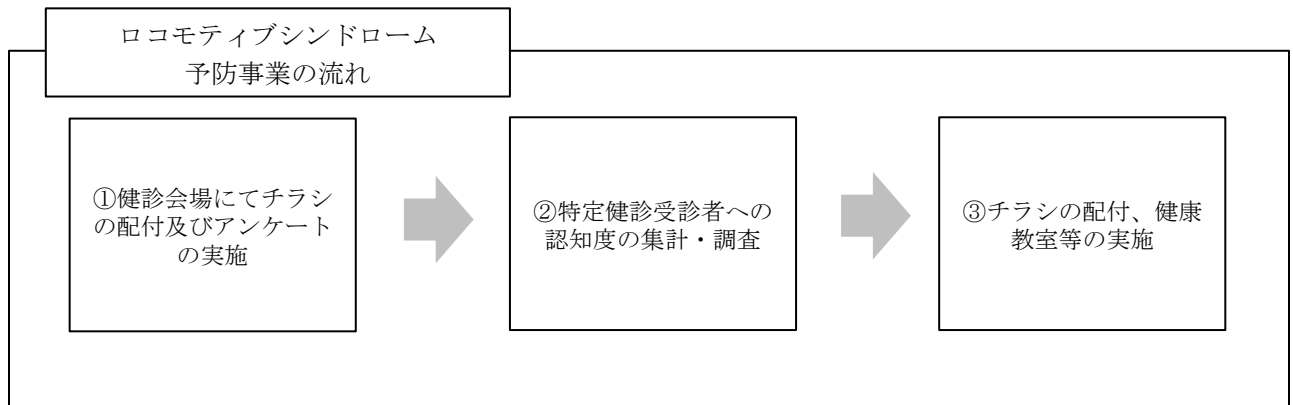 ロコモティブシンドローム
予防事業の流れ
①健診会場にてチラシ
の配付及びアンケート
の実施
②特定健診受診者への
認知度の集計・調査
③チラシの配付、健康
教室等の実施